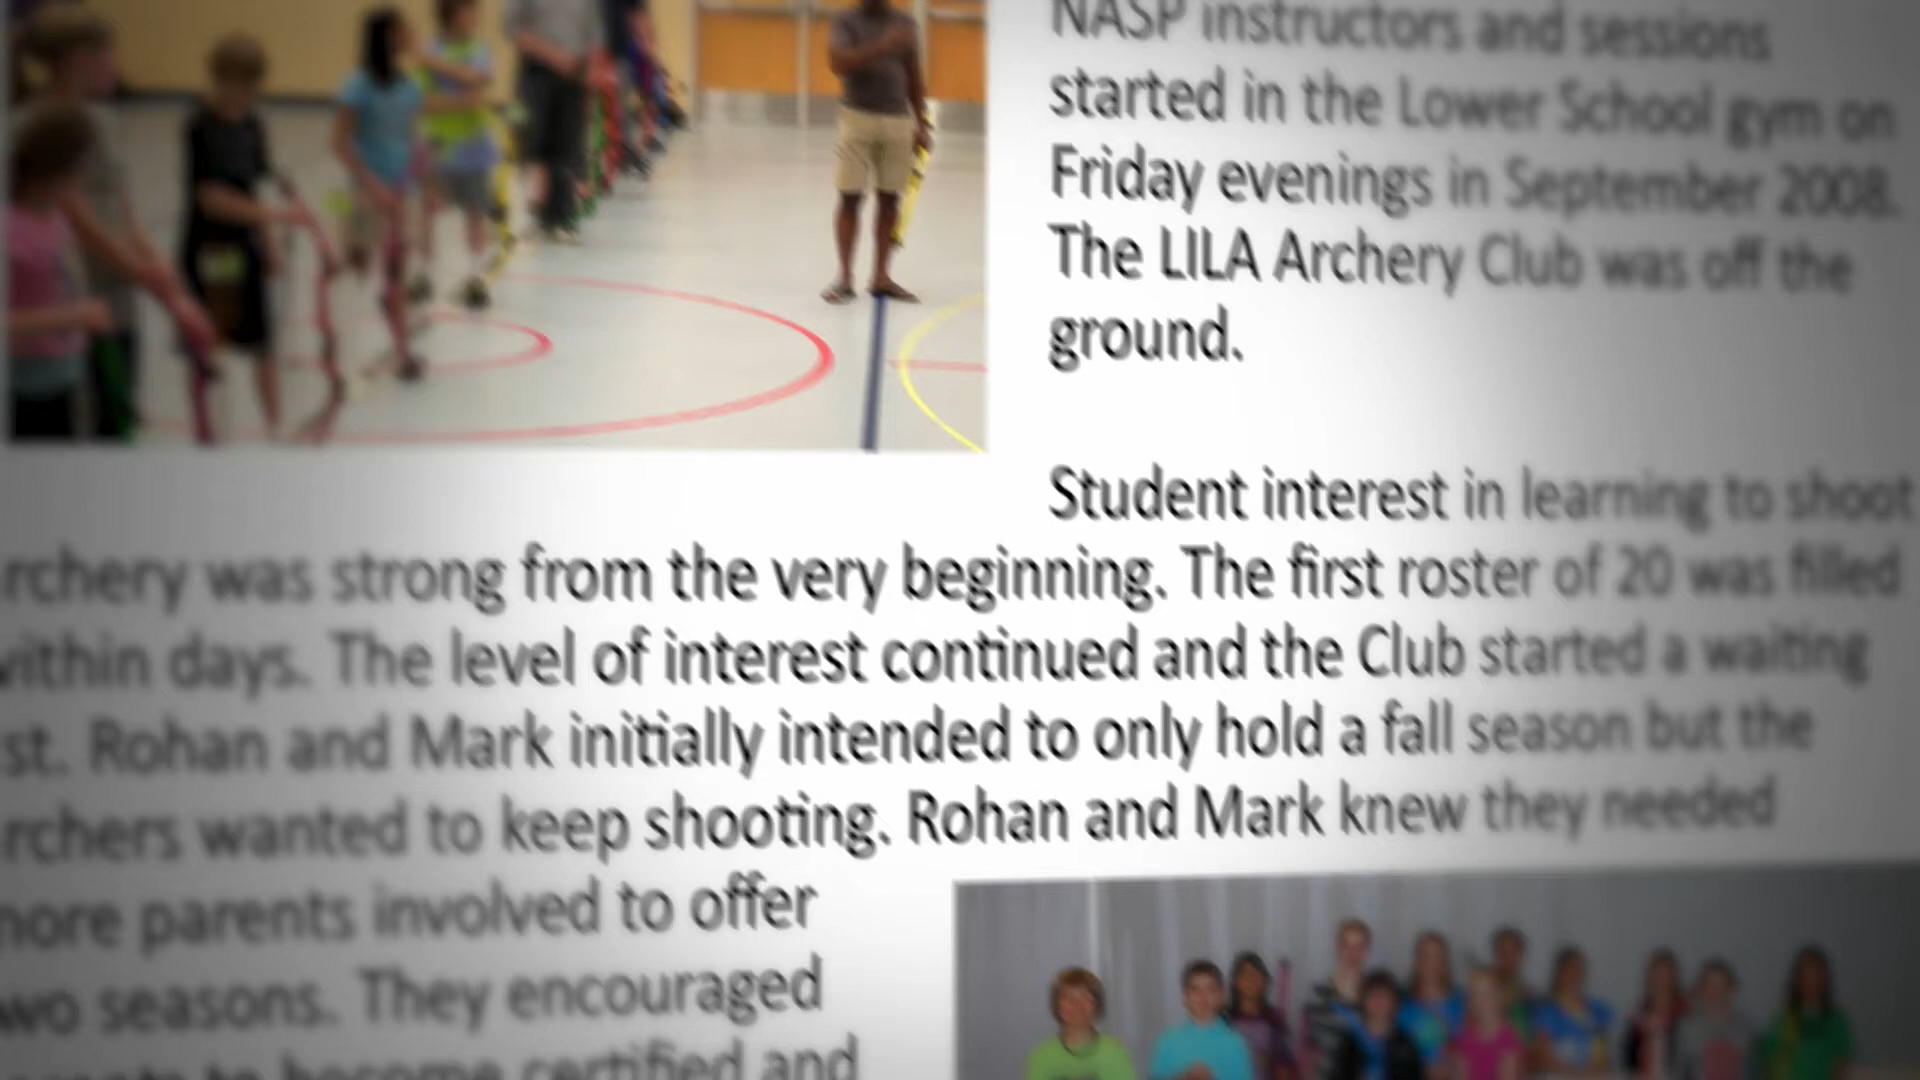 NASP instructors and sessions
started in the Lower School gym on
Friday evenings in September 2008.
The LILA Archery Club was off the
ground.
Student interest in learning to shoot
rchery was strong from the very beginning. The first roster of 20 was filled
within days. The level of interest continued and the Club started a waiting
st. Rohan and Mark initially intended to only hold a fall season but the
rchers wanted to keep shooting. Rohan and Mark knew they needed
more parents involved to offer
wo seasons. They encouraged
to become certified and